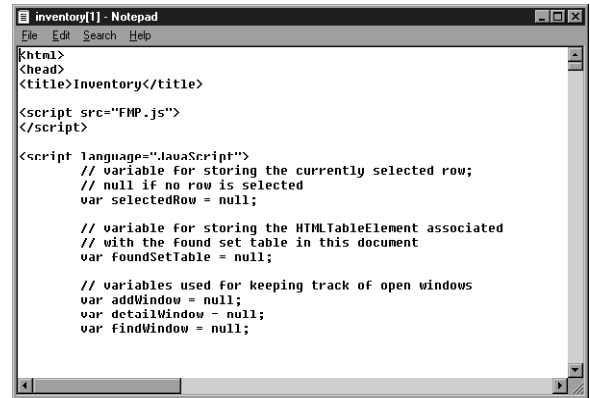 inventory[1] - Notepad
File Edit Search Help
<html>
<head>
<title>Inventory</title>
<script src="FMP.js">
</script>
<script language="JavaScript">
// variable for storing the currently selected row;
// null if no row is selected
var selectedRow = null;
// variable for storing the HTMLTableElement associated
// with the found set table in this document
var foundSetTable = null;
// variables used for keeping track of open windows
var addWindow = null;
var detailWindow = null;
var findWindow = null;